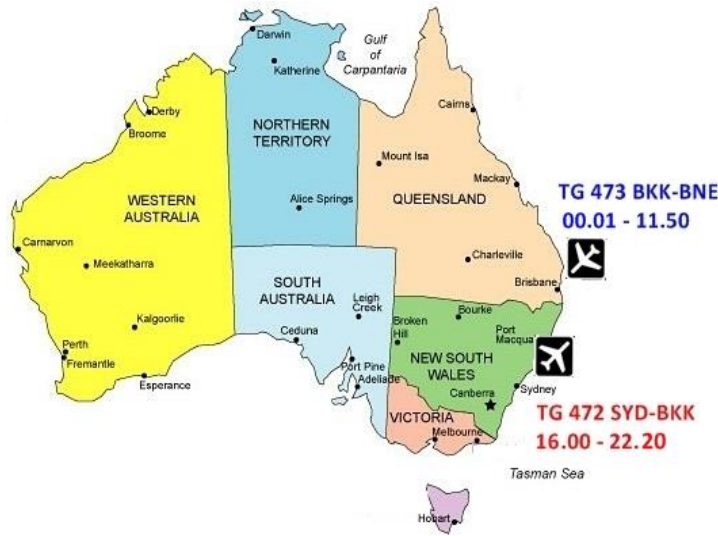 Darwin
Gulf
of
Carpantaria
Katherine
Cairns
Derby
Broome
NORTHERN
TERRITORY
Mount Isa
Mackay
TG 473 BKK-BNE
00.01 - 11.50
WESTERN
AUSTRALIA
Alice Springs
QUEENSLAND
Carnarvon
Meekatharra
Charleville
SOUTH
AUSTRALIA
Brisbane
Leigh
Creek
Bourke
Kalgoorlie
Ceduna
Broken
Hill
Port
Macqua
Perth
Fremantle
Port Pine
Adeliade
NEW SOUTH
WALES
Esperance
Canberra
Sydney
VICTORIA
TG 472 SYD-BKK
16.00 - 22.20
Melbourne
Tasman Sea
Hobart